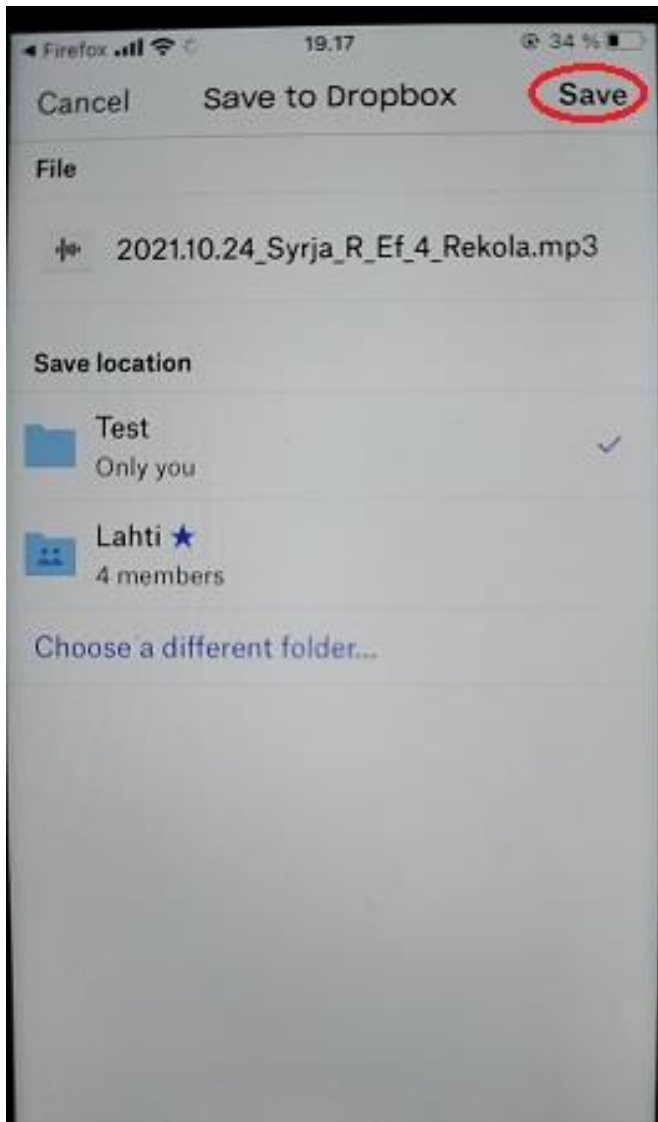 Firefox 19.17 34 %
Cancel Save to Dropbox Save
File
2021.10.24_Syrja_R_Ef_4_Rekola.mp3
Save location
Test
Only you
Lahti
4 members
Choose a different folder...